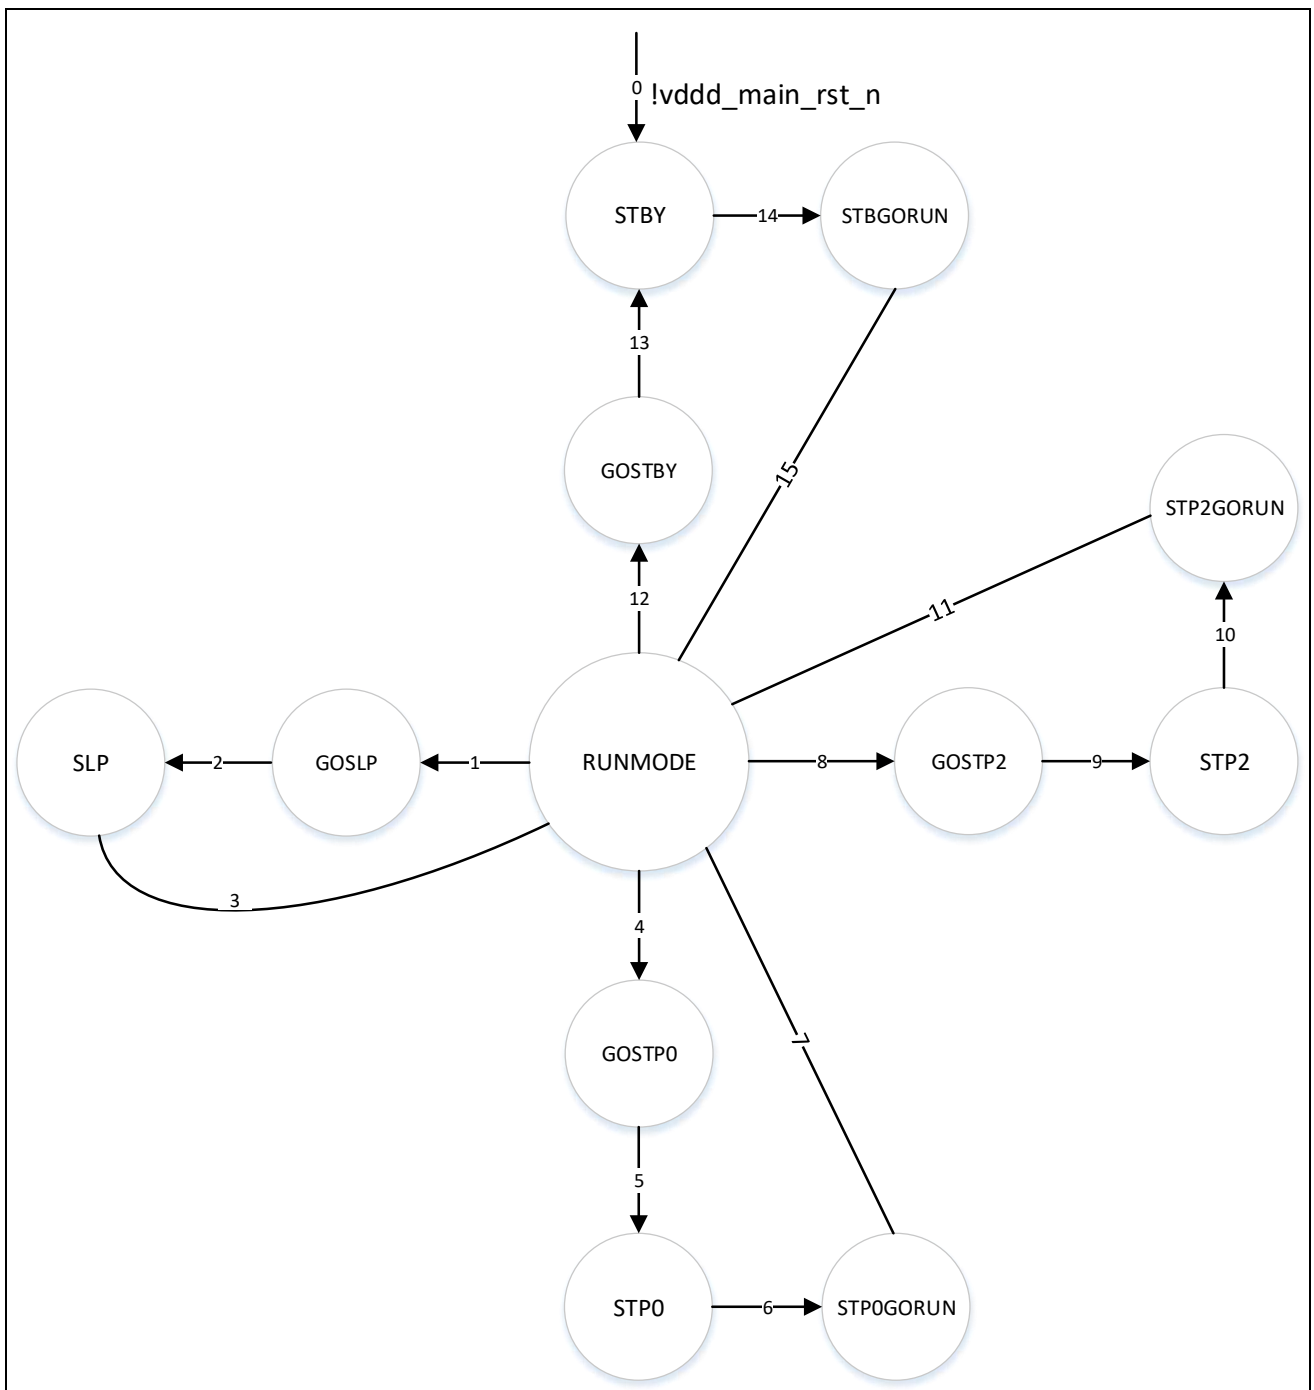 0 !vddd_main_rst_n
STBY 14 STBGORUN
13
GOSTBY 15
STP2GORUN
12 11
10
SLP 2 GOSLP 1 RUNMODE 8 GOSTP2 9 STP2
3
4
GOSTP0 7
5
STP0 6 STP0GORUN